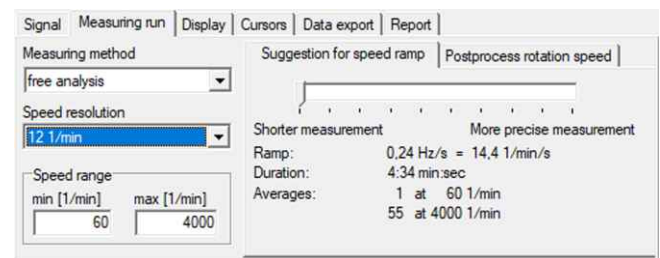 Signal Measuring run Display Cursors Data export Report
Measuring method
free analysis
Speed resolution
12 1/min
Speed range
min [1/min] max [1/min]
60 4000
Suggestion for speed ramp Postprocess rotation speed
Shorter measurement More precise measurement
Ramp: 0,24 Hz/s = 14,4 1/min/s
Duration: 4:34 min:sec
Averages: 1 at 60 1/min
55 at 4000 1/min